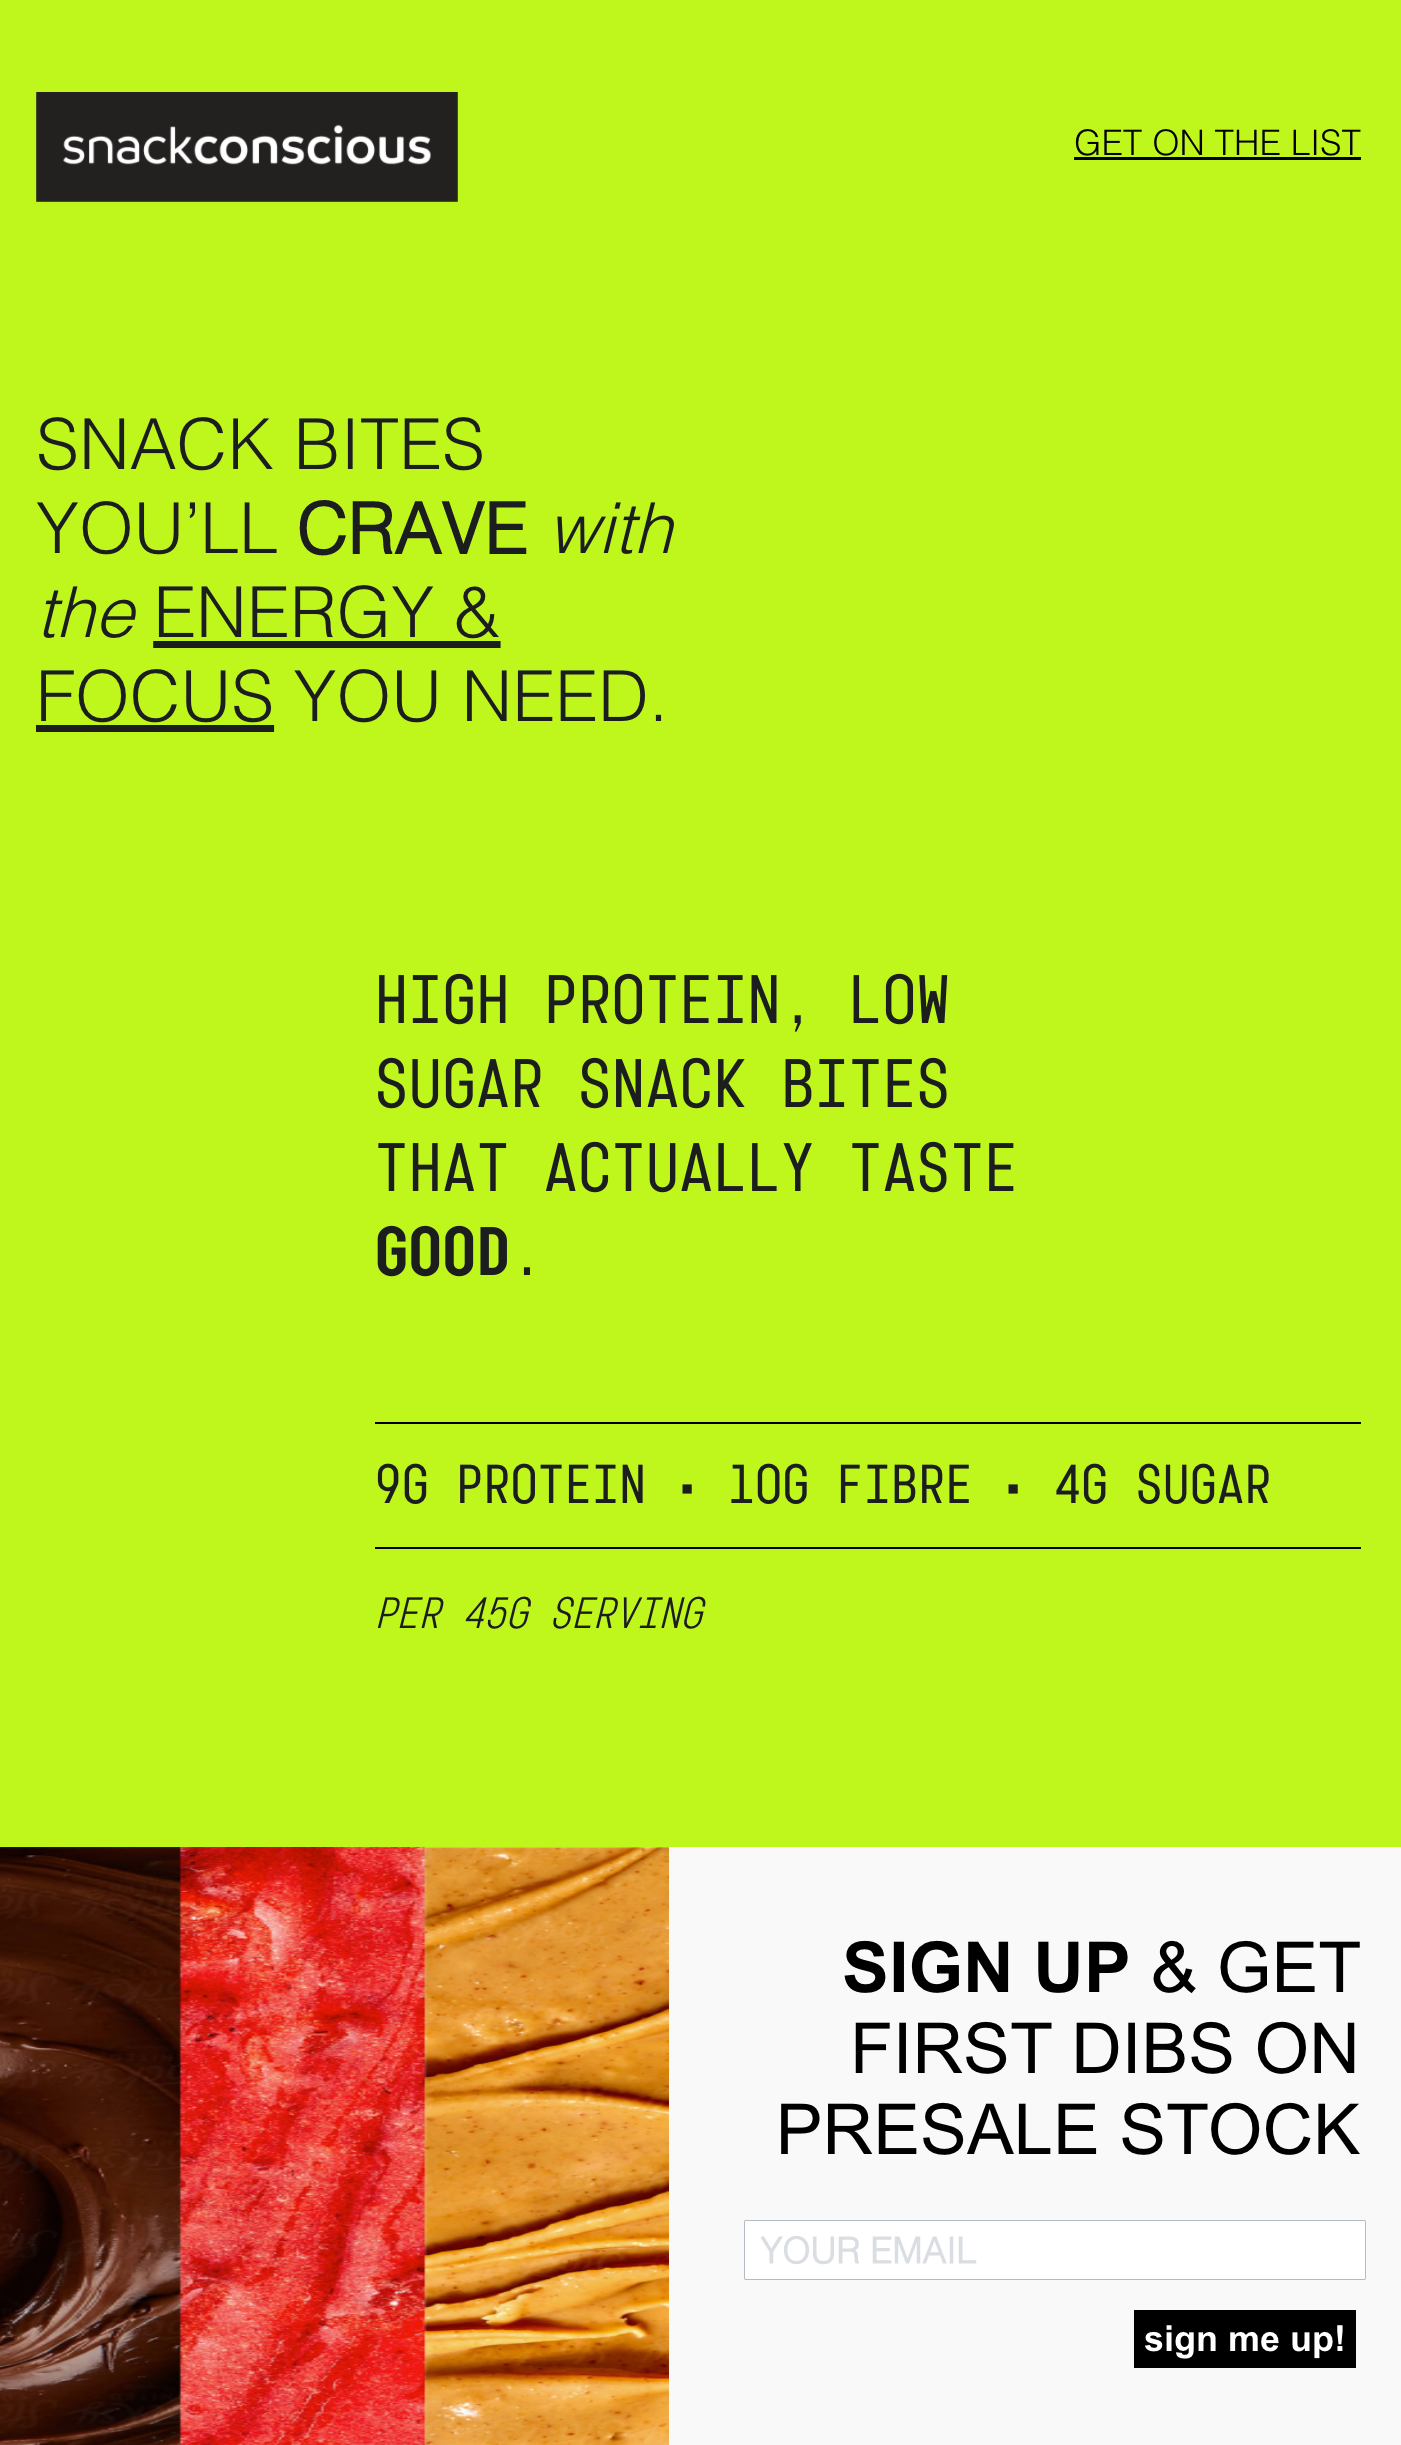 snackconscious
GET ON THE LIST
SNACK BITES
YOU’LL CRAVE with
the ENERGY &
FOCUS YOU NEED.
HIGH PROTEIN, LOW
SUGAR SNACK BITES
THAT ACTUALLY TASTE
GOOD.
9G PROTEIN · 10G FIBRE · 4G SUGAR
PER 45G SERVING
SIGN UP & GET
FIRST DIBS ON
PRESALE STOCK
YOUR EMAIL
sign me up!